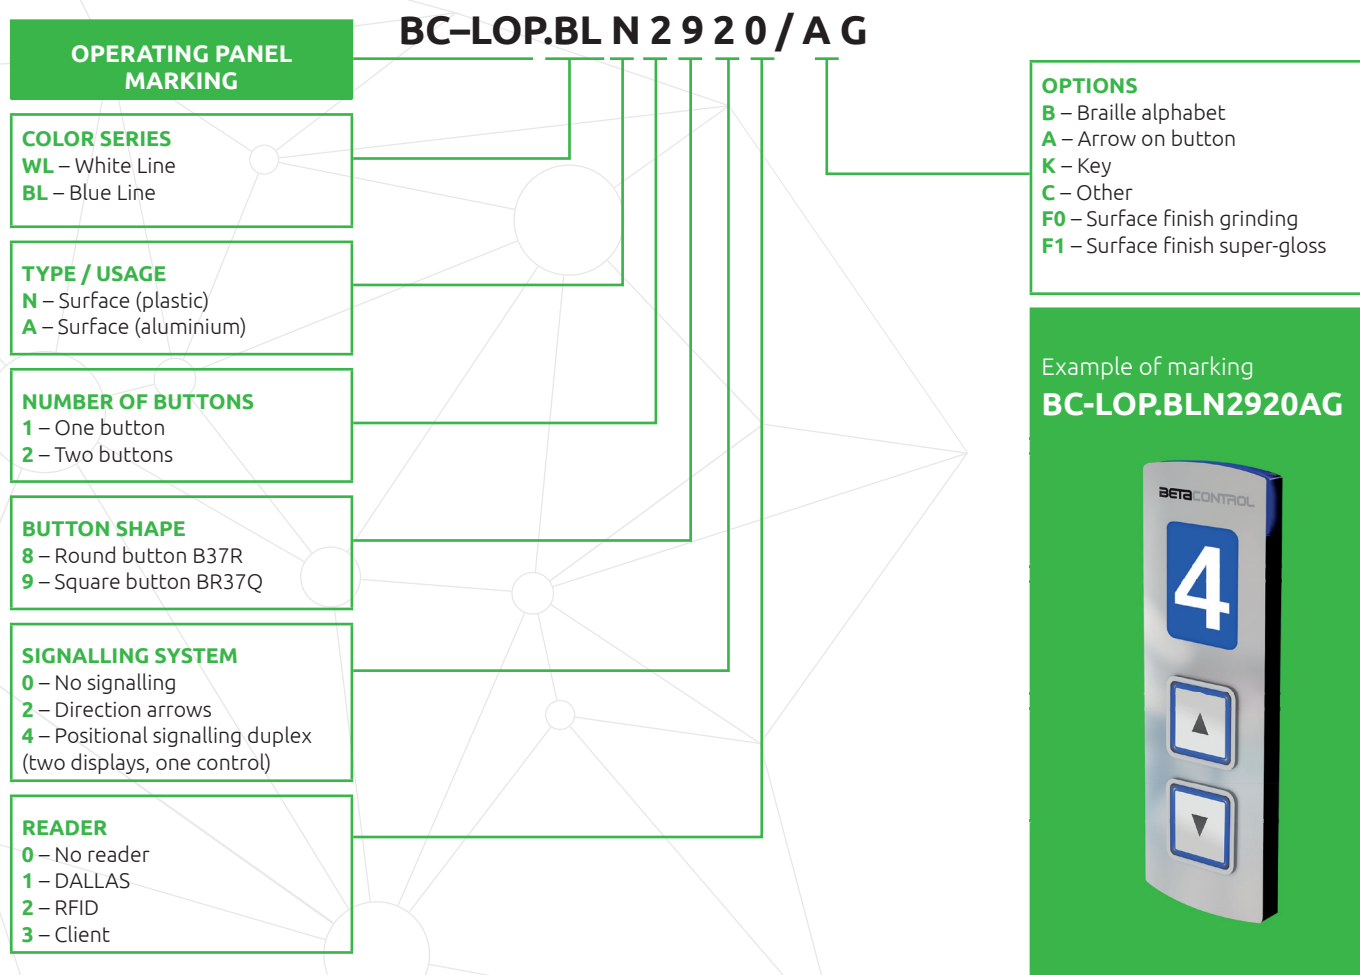 BC–LOP.BL N 2 9 2 0 / A G
OPERATING PANEL
MARKING
COLOR SERIES
WL – White Line
BL – Blue Line
TYPE / USAGE
N – Surface (plastic)
A – Surface (aluminium)
NUMBER OF BUTTONS
1 – One button
2 – Two buttons
BUTTON SHAPE
8 – Round button B37R
9 – Square button BR37Q
SIGNALLING SYSTEM
0 – No signalling
2 – Direction arrows
4 – Positional signalling duplex
(two displays, one control)
READER
0 – No reader
1 – DALLAS
2 – RFID
3 – Client
OPTIONS
B – Braille alphabet
A – Arrow on button
K – Key
C – Other
F0 – Surface finish grinding
F1 – Surface finish super-gloss
Example of marking
BC-LOP.BLN2920AG
BETACONTROL
4